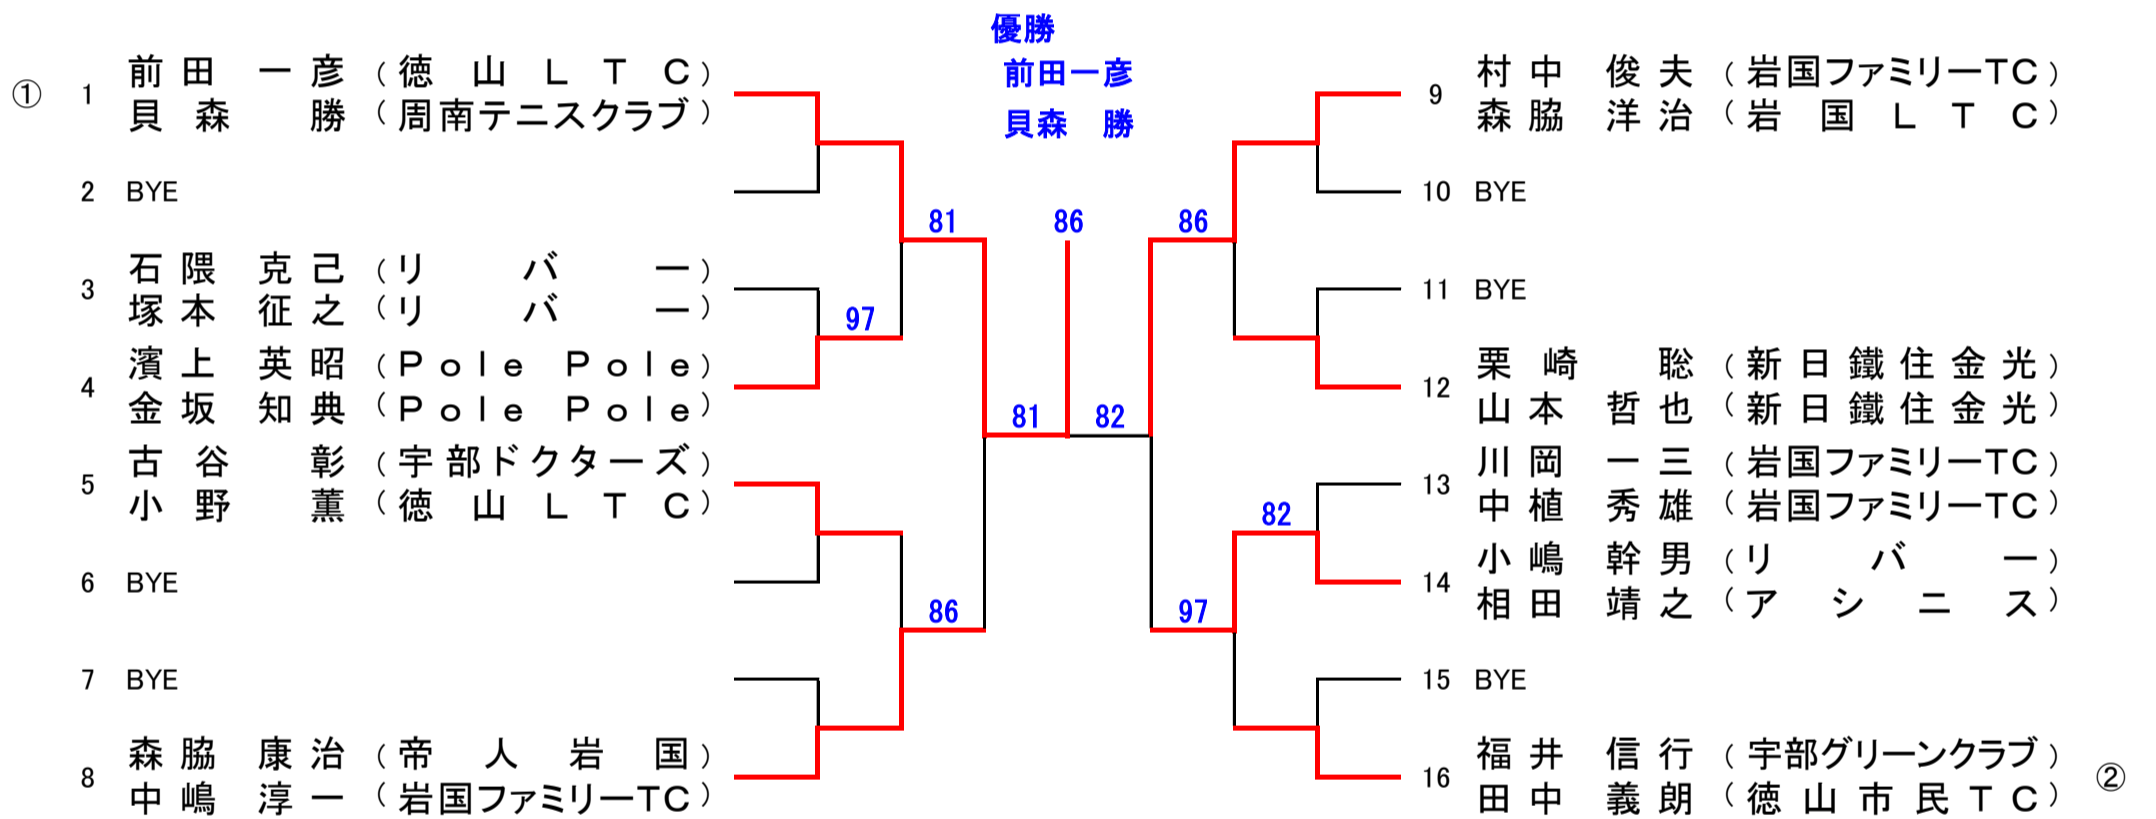 優勝
前田一彦
貝森 勝
① 1 前田 一彦 (徳山LTC)
貝森 勝 (周南テニスクラブ)
2 BYE
3 石隈 克己 (リバー)
塚本 征之 (リバー)
4 濱上 英昭 (Pole Pole)
金坂 知典 (Pole Pole)
5 古谷 彰 (宇部ドクターズ)
小野 薫 (徳山LTC)
6 BYE
7 BYE
8 森脇 康治 (帝人岩国)
中嶋 淳一 (岩国ファミリーTC)
81
97
86
81
86
82
86
82
97
9 村中 俊夫 (岩国ファミリーTC)
森脇 洋治 (岩国LTC)
10 BYE
11 BYE
12 栗崎 聡 (新日鐵住金光)
山本 哲也 (新日鐵住金光)
13 川岡 一三 (岩国ファミリーTC)
中植 秀雄 (岩国ファミリーTC)
14 小嶋 幹男 (リバー)
相田 靖之 (アシニス)
15 BYE
16 福井 信行 (宇部グリーンクラブ) ②
田中 義朗 (徳山市民TC)